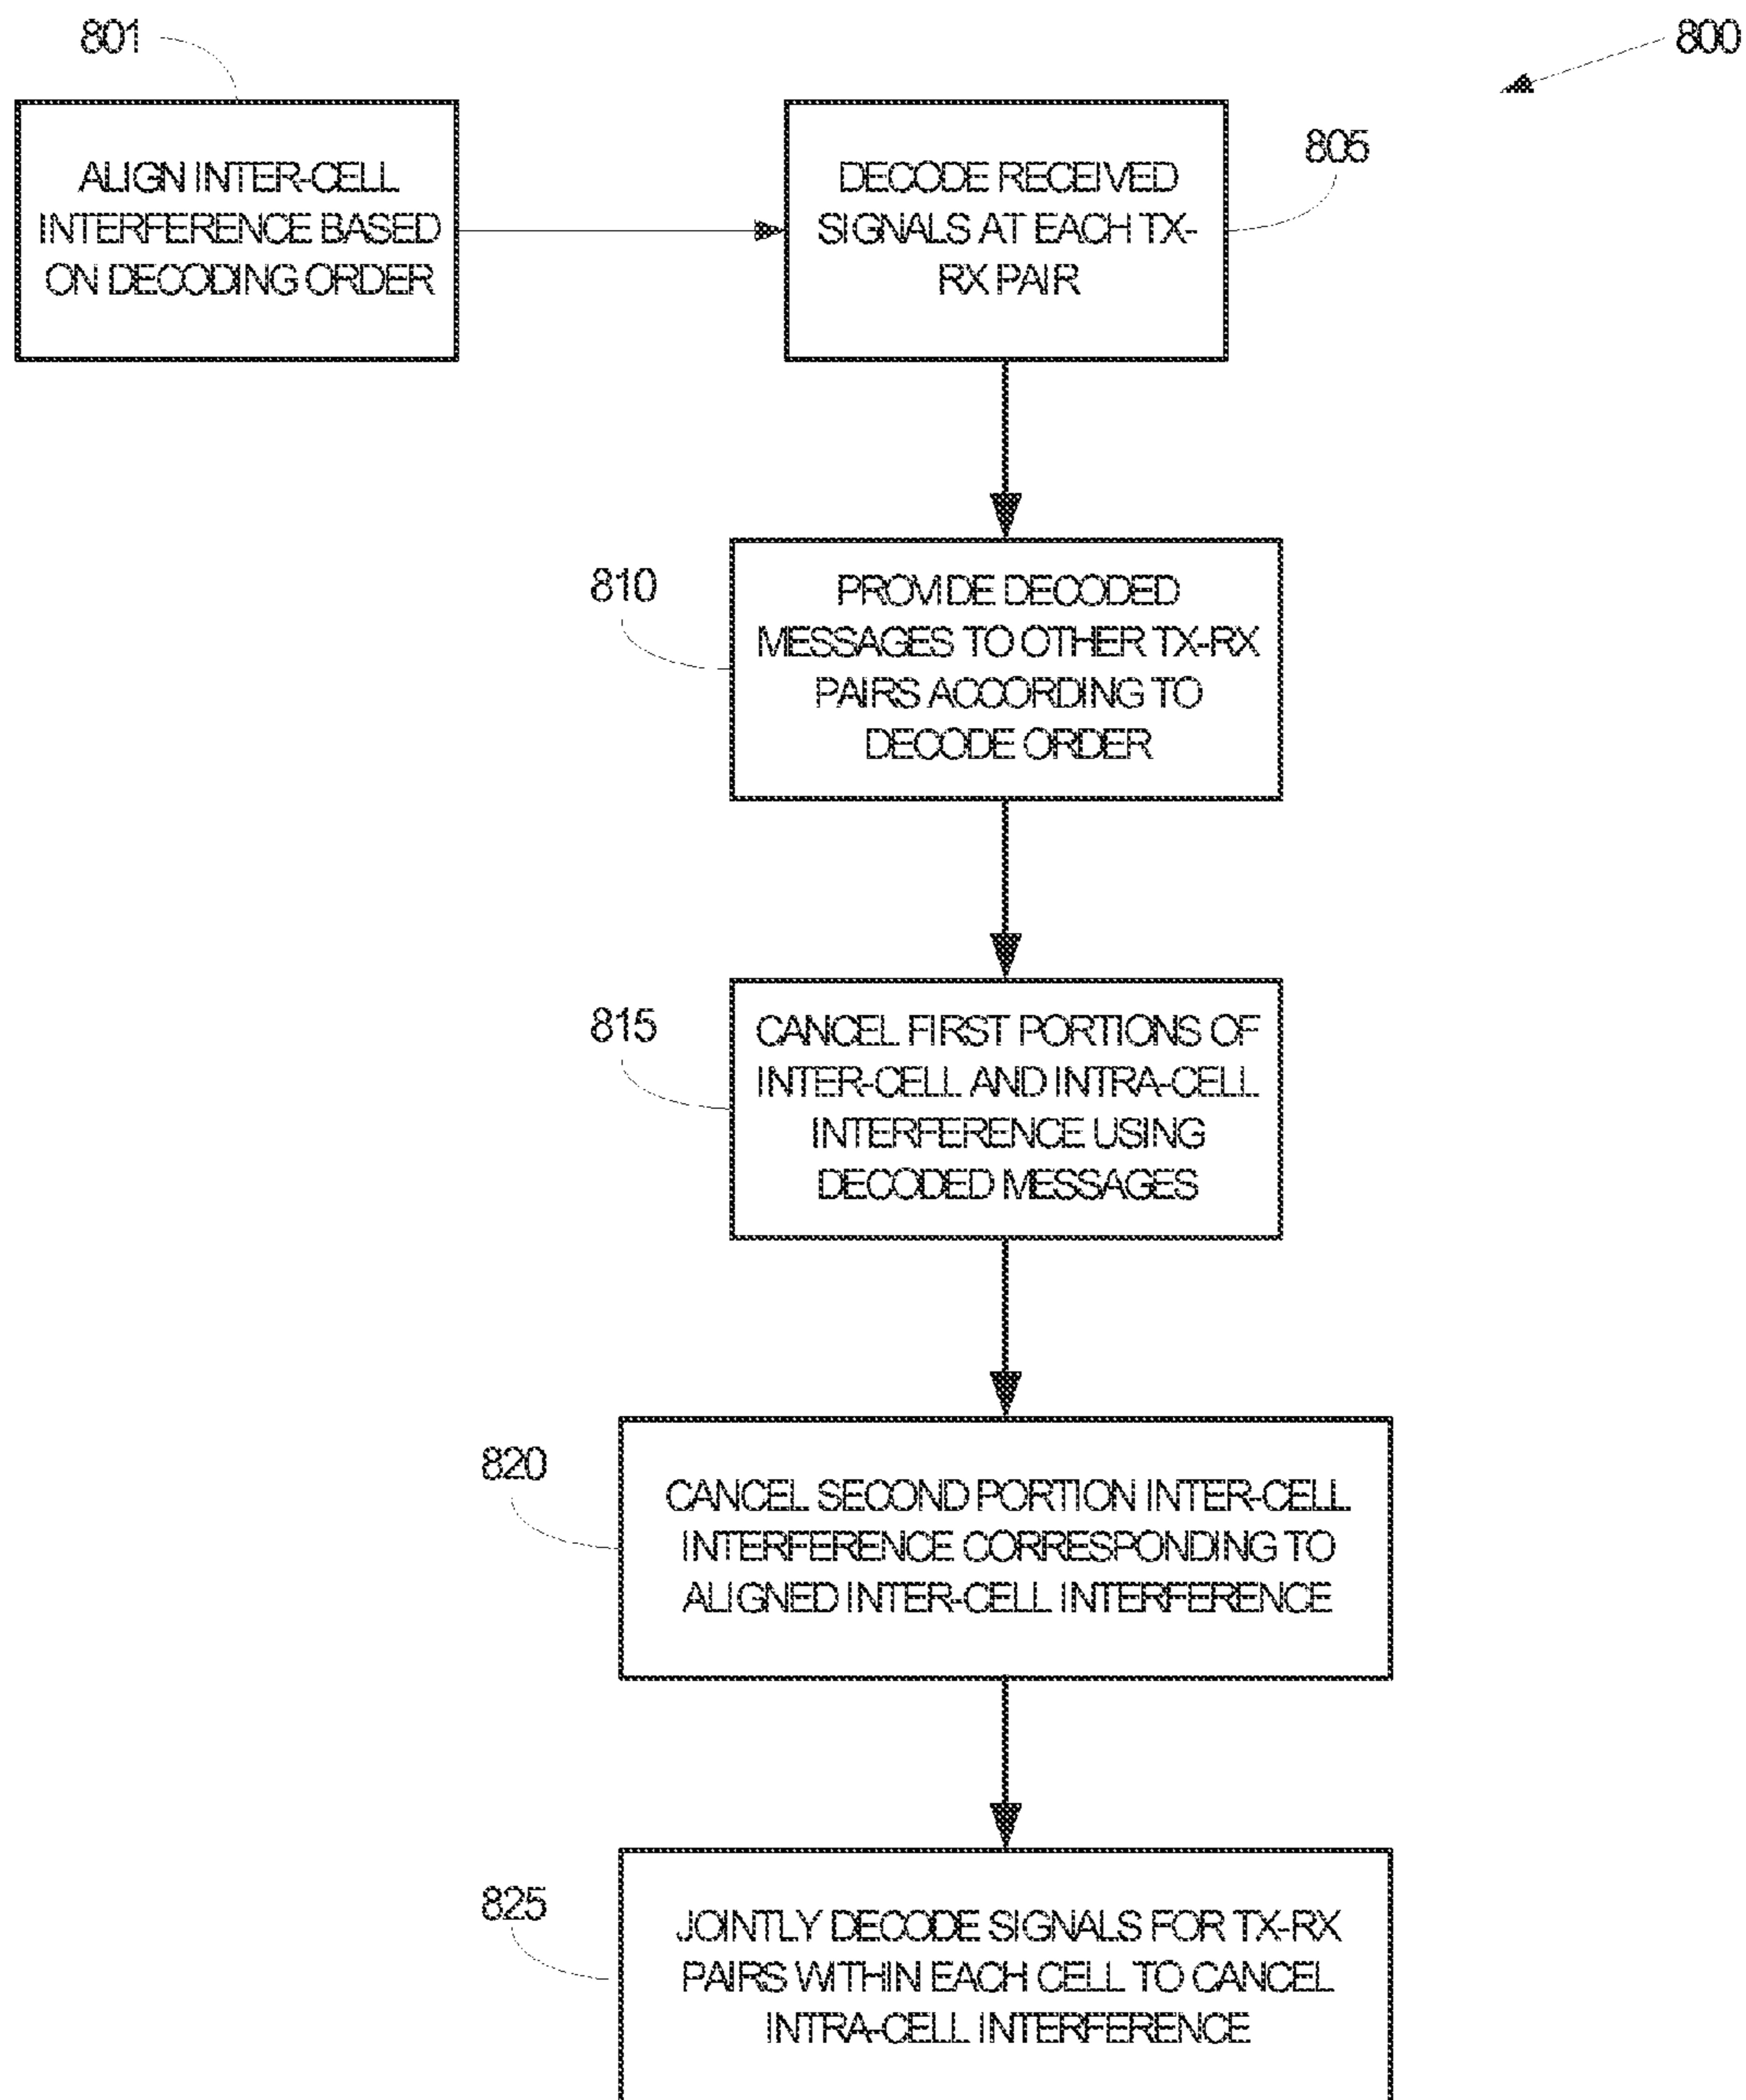 801
800
ALIGN INTER-CELL
INTERFERENCE BASED
ON DECODING ORDER
DECODE RECEIVED
SIGNALS AT EACH TX-
RX PAIR
805
810
PROVIDE DECODED
MESSAGES TO OTHER TX-RX
PAIRS ACCORDING TO
DECODE ORDER
815
CANCEL FIRST PORTIONS OF
INTER-CELL AND INTRA-CELL
INTERFERENCE USING
DECODED MESSAGES
820
CANCEL SECOND PORTION INTER-CELL
INTERFERENCE CORRESPONDING TO
ALIGNED INTER-CELL INTERFERENCE
825
JOINTLY DECODE SIGNALS FOR TX-RX
PAIRS WITHIN EACH CELL TO CANCEL
INTRA-CELL INTERFERENCE